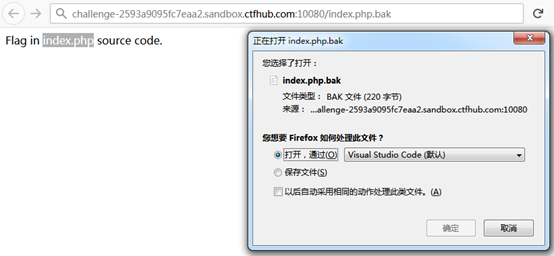 challenge-2593a9095fc7eaa2.sandbox.ctfhub.com:10080/index.php.bak
Flag in index.php source code.
正在打开 index.php.bak
您选择了打开：
index.php.bak
文件类型： BAK 文件 (220 字节)
来源： ...allenge-2593a9095fc7eaa2.sandbox.ctfhub.com:10080
您想要 Firefox 如何处理此文件？
打开，通过(O)
Visual Studio Code (默认)
保存文件(S)
以后自动采用相同的动作处理此类文件。(A)
确定
取消